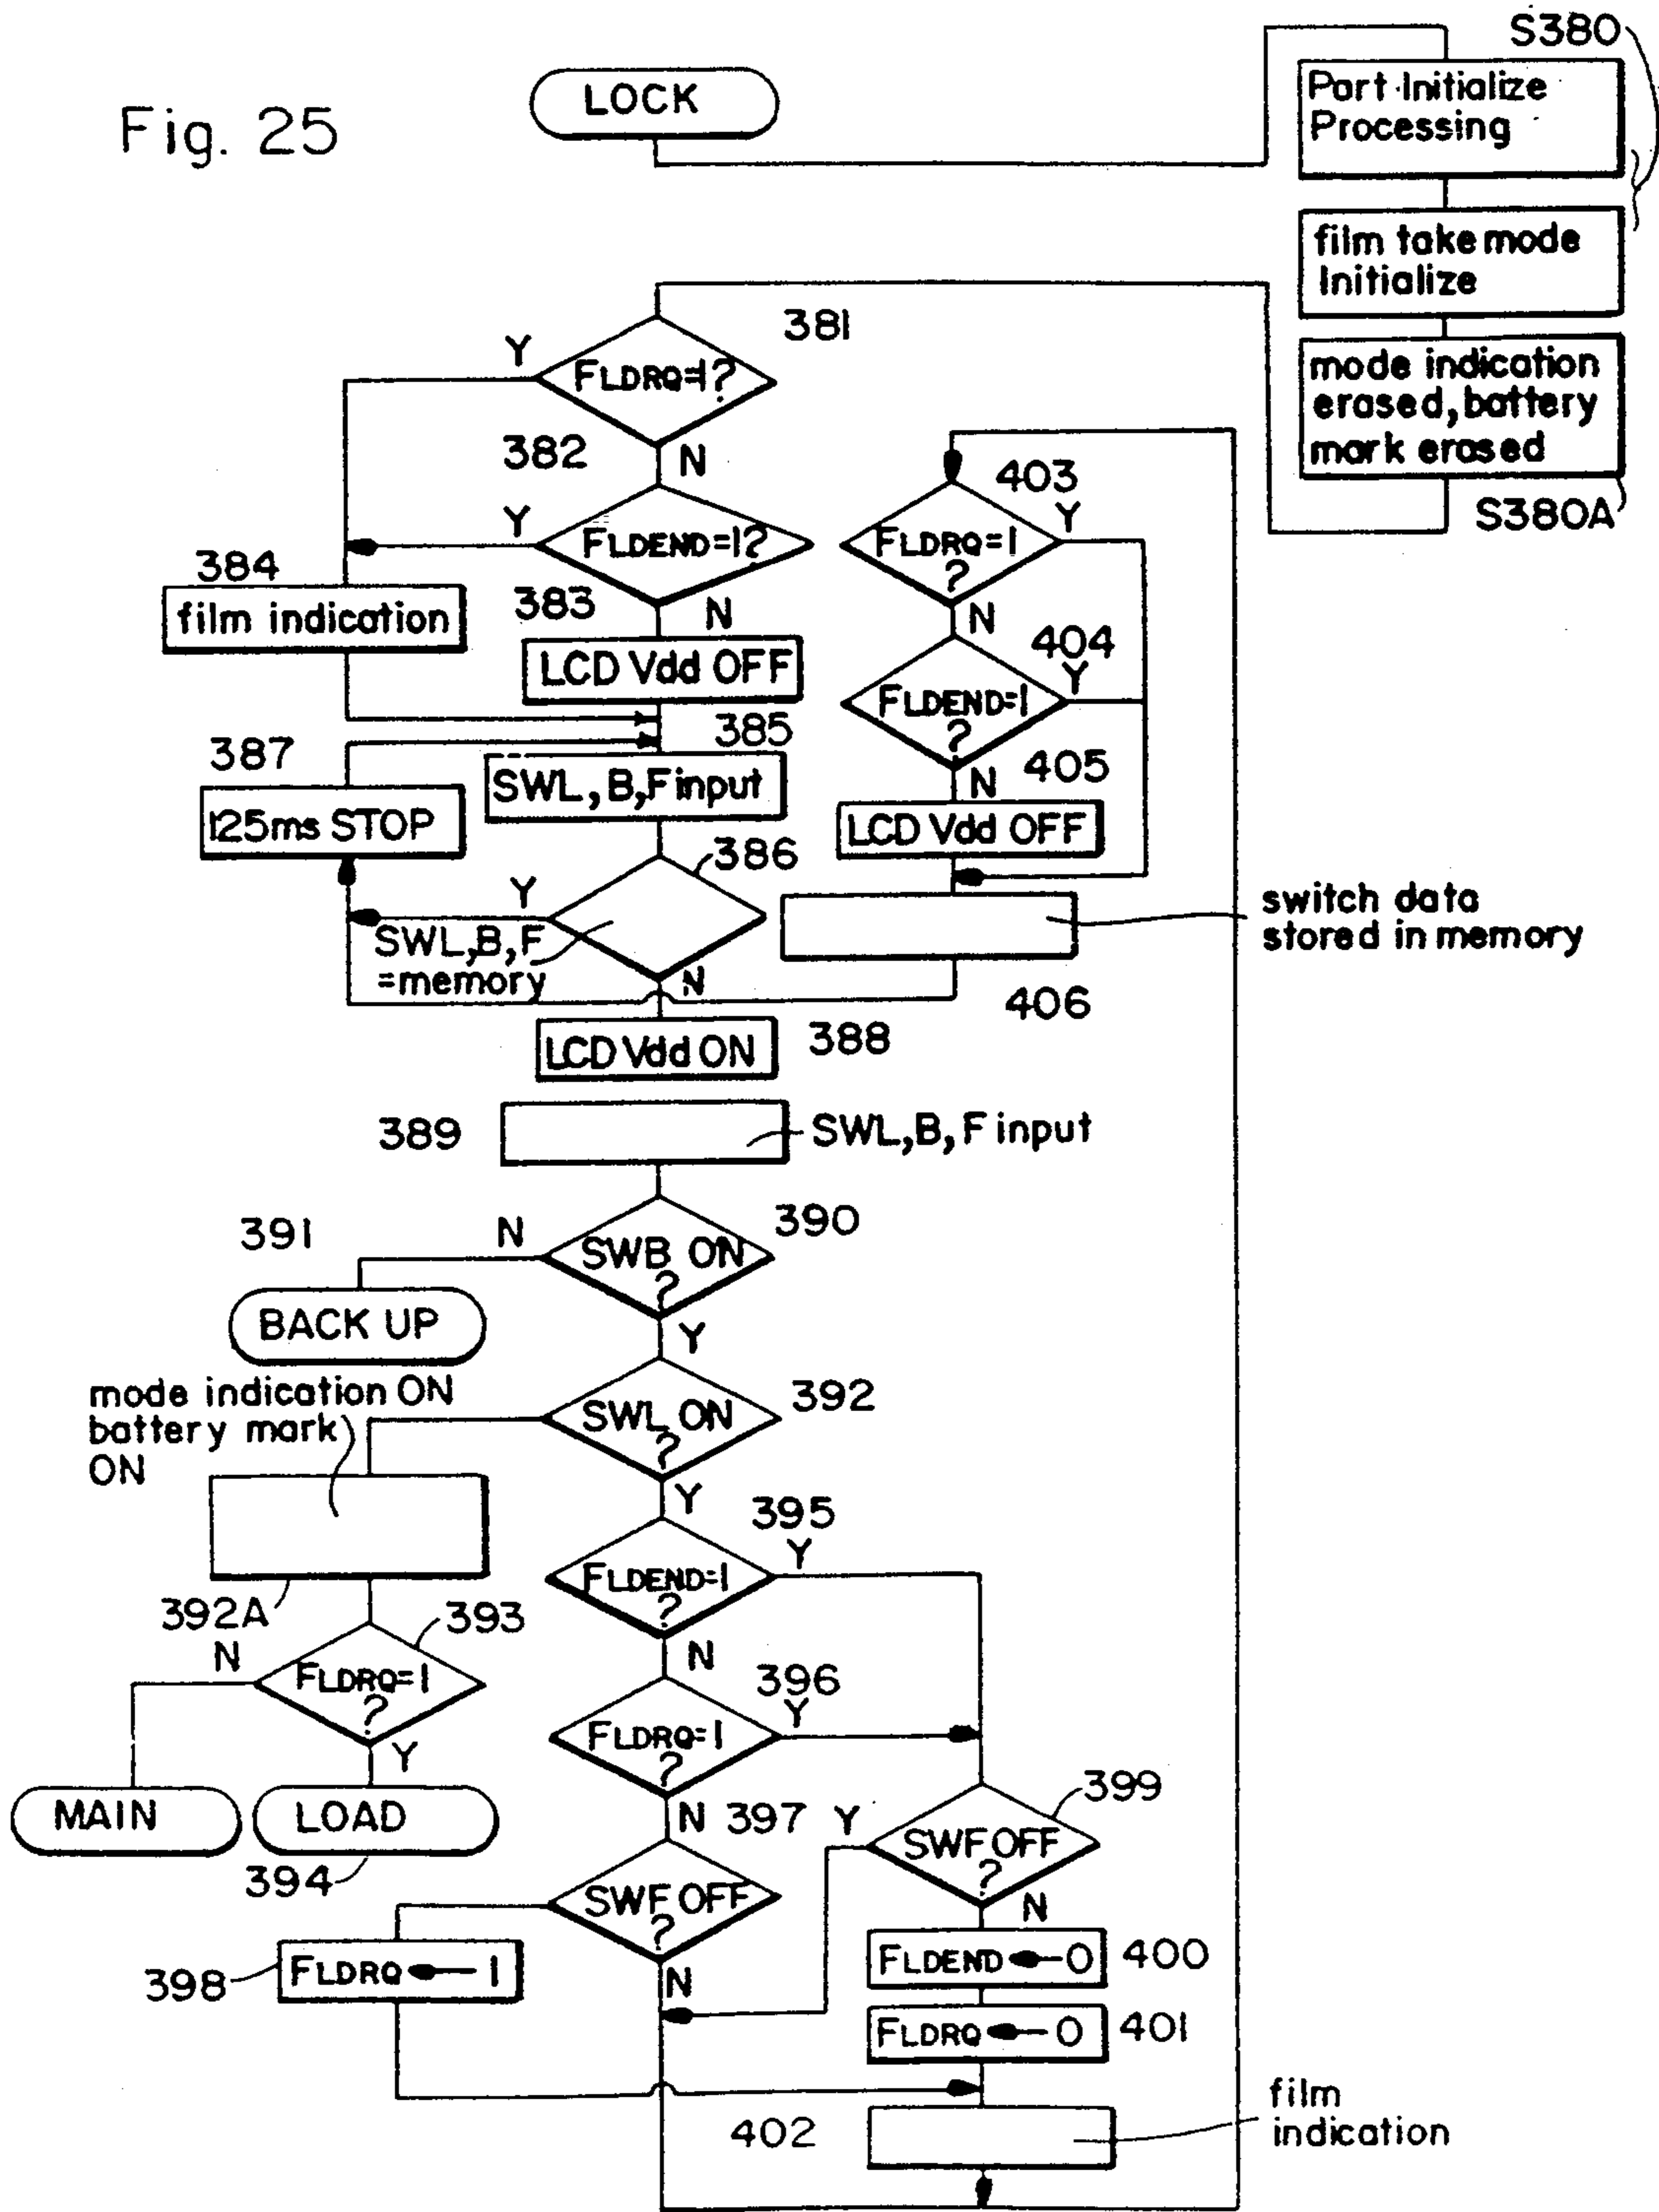 Fig. 25
LOCK
S380
Part Initialize
Processing
film take mode
Initialize
mode indication
erased, battery
mark erased
S380A
381
FLDRQ=1?
Y
N
382
FLDEND=1?
Y
N
383
LCD Vdd OFF
384
film indication
385
SWL, B, F input
386
SWL, B, F
=memory
Y
N
387
125ms STOP
403
FLDRQ=1
?
Y
N
404
FLDEND=1
?
Y
N
405
LCD Vdd OFF
switch data
stored in memory
406
LCD Vdd ON
388
389
SWL, B, F input
390
SWB ON
?
N
Y
391
BACK UP
mode indication ON
battery mark
ON
392
SWL ON
?
Y
392A
393
FLDRQ=1
?
N
Y
MAIN
LOAD
394
395
FLDEND=1
?
Y
N
396
FLDRQ=1
?
Y
N
397
SWF OFF
?
N
398
FLDRQ ← 1
399
SWF OFF
?
Y
N
FLDEND ← 0
400
FLDRQ ← 0
401
402
film
indication